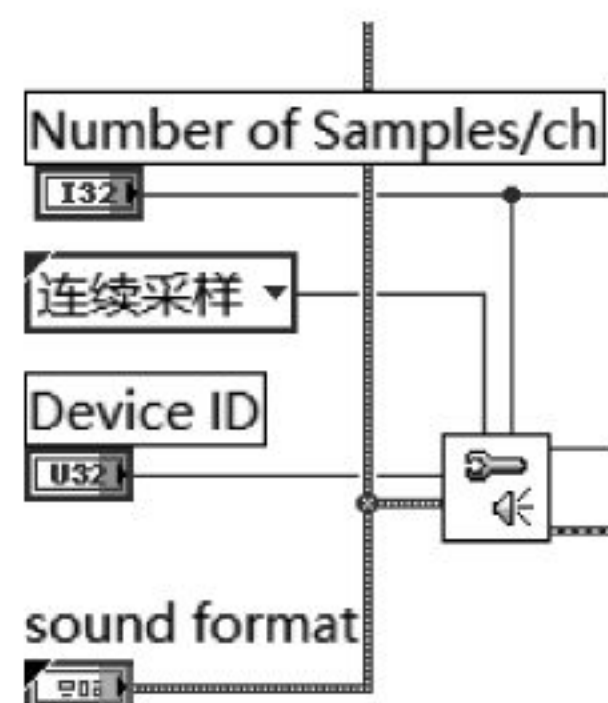 Number of Samples/ch
I32
连续采样
Device ID
U32
sound format